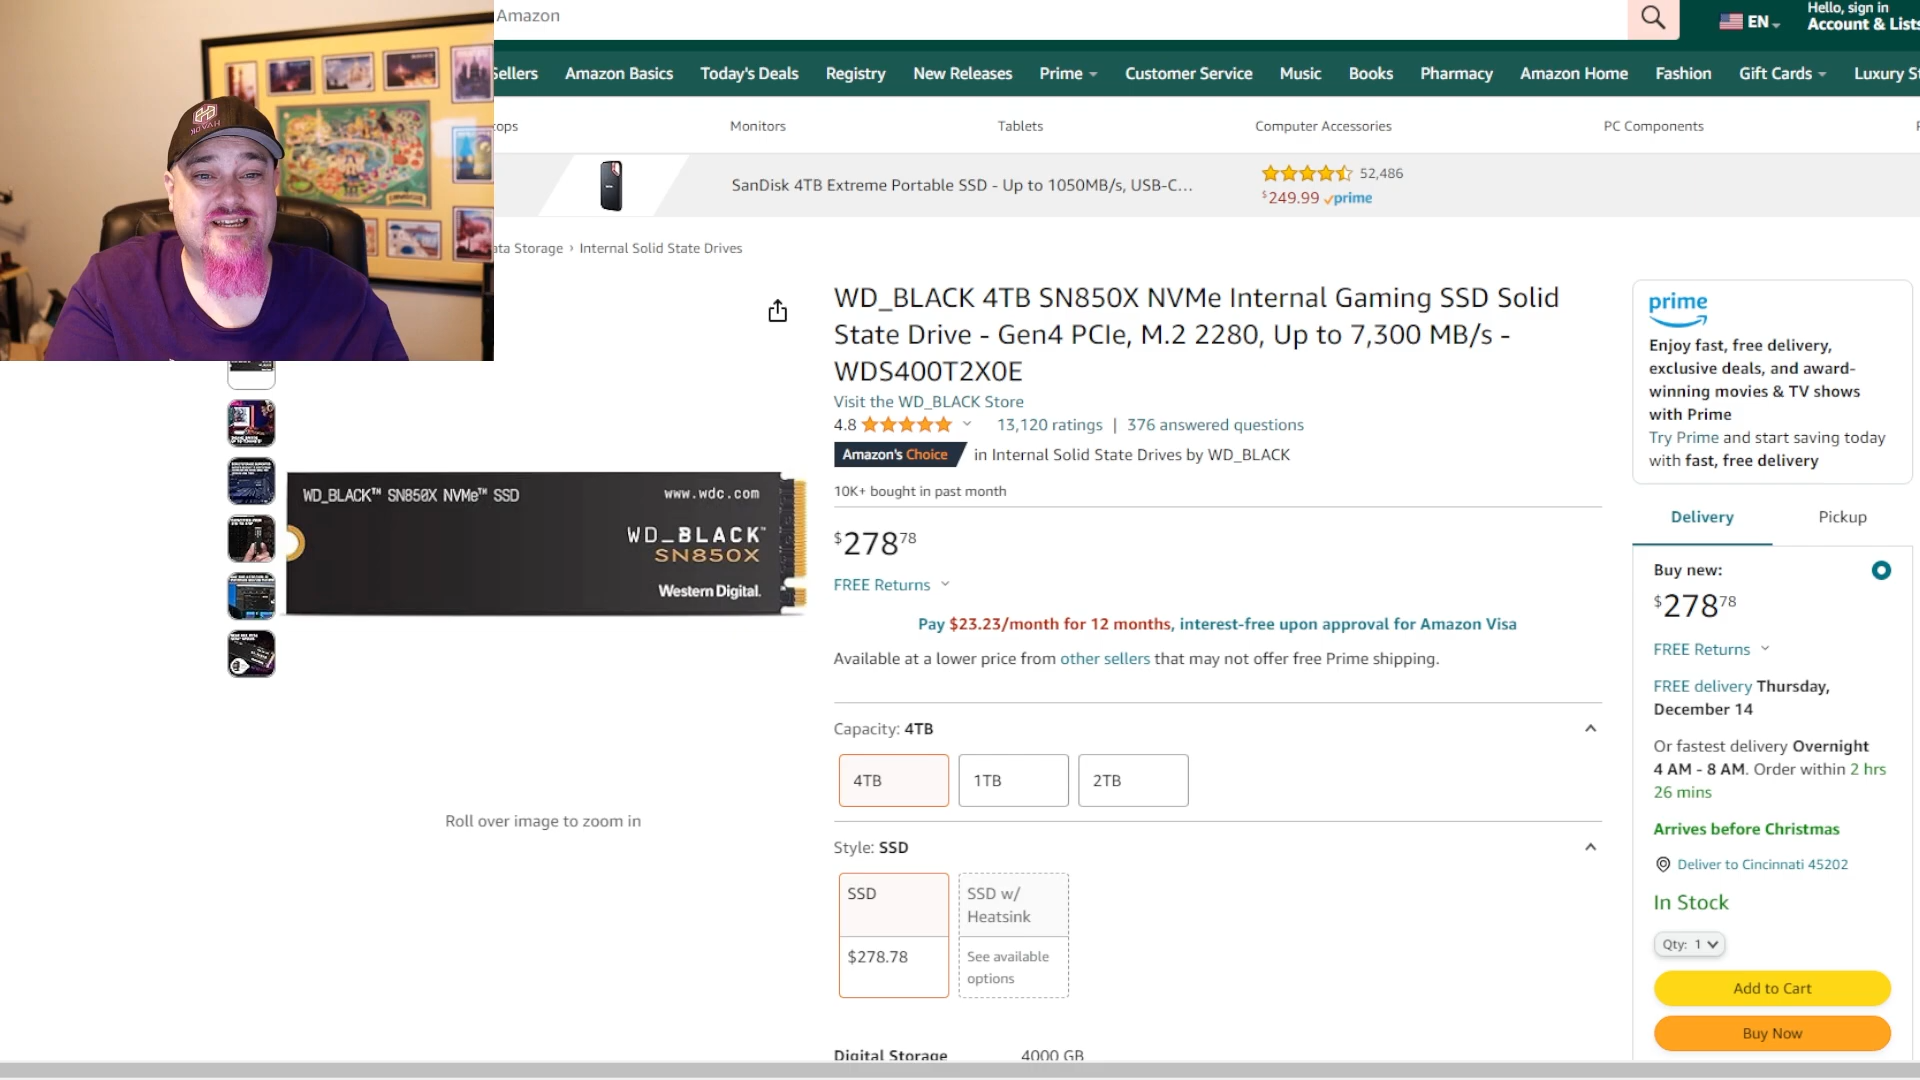 Amazon
EN
Hello, sign in
Account & Lists
Sellers
Amazon Basics
Today's Deals
Registry
New Releases
Prime
Customer Service
Music
Books
Pharmacy
Amazon Home
Fashion
Gift Cards
Luxury
Monitors
Tablets
Computer Accessories
PC Components
SanDisk 4TB Extreme Portable SSD - Up to 1050MB/s, USB-C...
52,486
$249.99 prime
ata Storage › Internal Solid State Drives
WD_BLACK 4TB SN850X NVMe Internal Gaming SSD Solid
State Drive - Gen4 PCIe, M.2 2280, Up to 7,300 MB/s -
WDS400T2X0E
Visit the WD_BLACK Store
4.8
13,120 ratings | 376 answered questions
Amazon's Choice in Internal Solid State Drives by WD_BLACK
10K+ bought in past month
$278 78
FREE Returns
Pay $23.23/month for 12 months, interest-free upon approval for Amazon Visa
Available at a lower price from other sellers that may not offer free Prime shipping.
WD_BLACK™ SN850X NVMe™ SSD
www.wdc.com
WD_BLACK™
SN850X
Western Digital.
Roll over image to zoom in
Capacity: 4TB
4TB
1TB
2TB
Style: SSD
SSD
$278.78
SSD w/
Heatsink
See available
options
Digital Storage 4000 GB
prime
Enjoy fast, free delivery,
exclusive deals, and award-
winning movies & TV shows
with Prime
Try Prime and start saving today
with fast, free delivery
Delivery
Pickup
Buy new:
$278 78
FREE Returns
FREE delivery Thursday,
December 14
Or fastest delivery Overnight
4 AM - 8 AM. Order within 2 hrs
26 mins
Arrives before Christmas
Deliver to Cincinnati 45202
In Stock
Qty: 1
Add to Cart
Buy Now